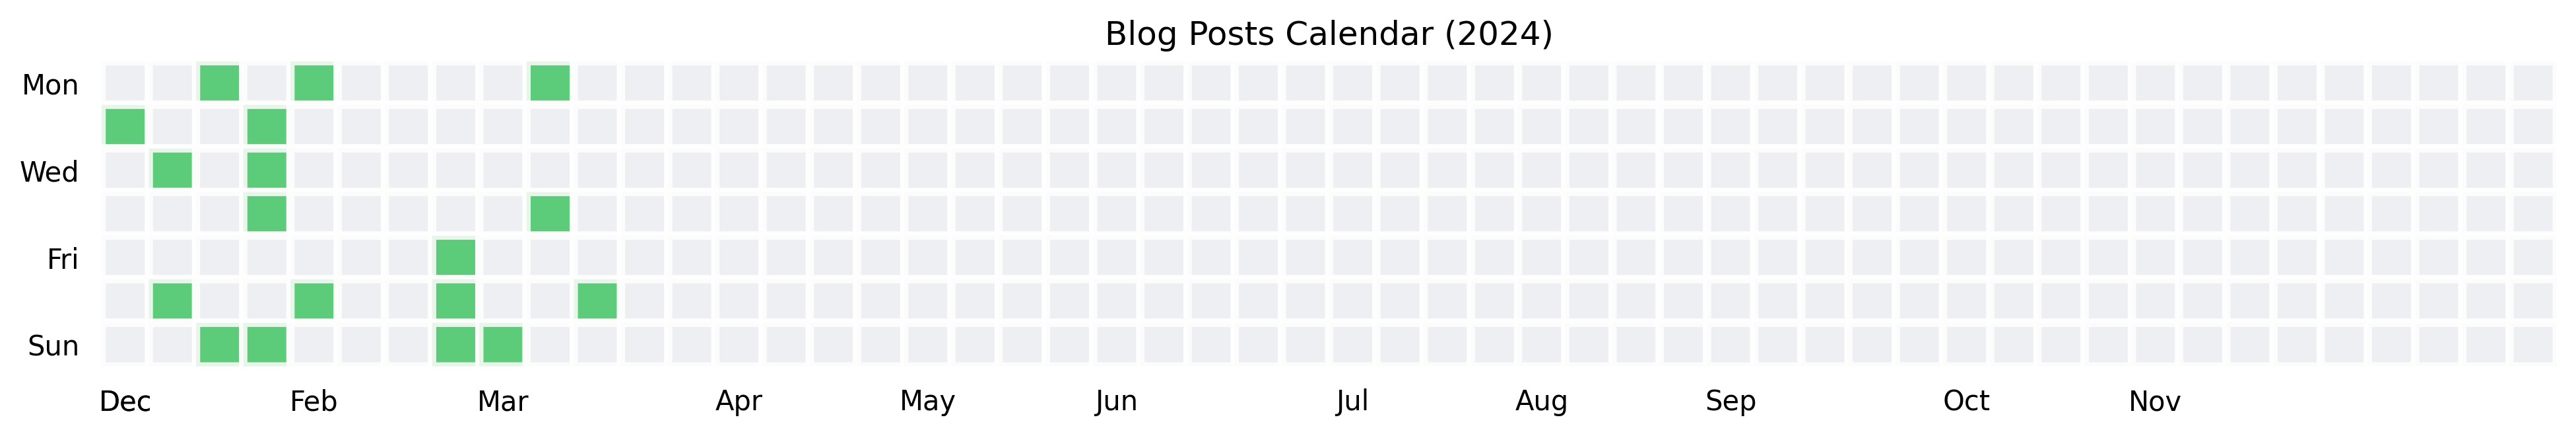 Blog Posts Calendar (2024)
Mon
Wed
Fri
Sun
Dec Feb Mar Apr May Jun Jul Aug Sep Oct Nov